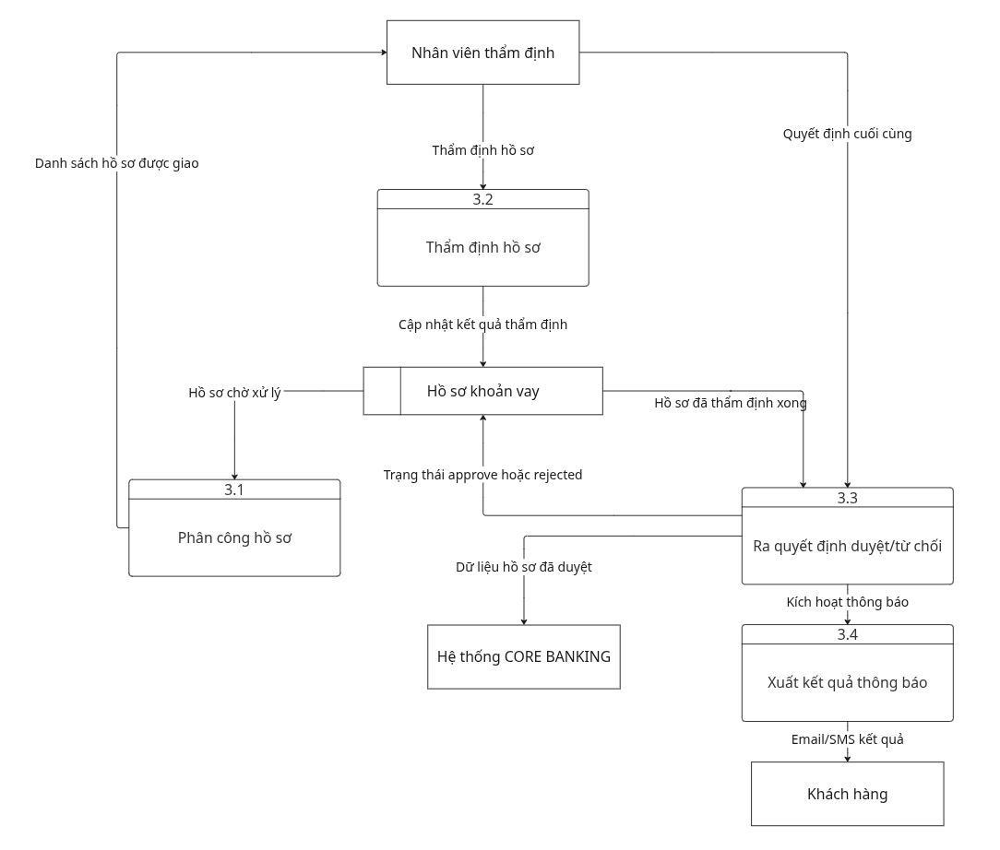 Nhân viên thẩm định
Quyết định cuối cùng
Thẩm định hồ sơ
Danh sách hồ sơ được giao
3.2
Thẩm định hồ sơ
Cập nhật kết quả thẩm định
Hồ sơ chờ xử lý
Hồ sơ khoản vay
Hồ sơ đã thẩm định xong
Trạng thái approve hoặc rejected
3.1
Phân công hồ sơ
3.3
Ra quyết định duyệt/từ chối
Dữ liệu hồ sơ đã duyệt
Kích hoạt thông báo
Hệ thống CORE BANKING
3.4
Xuất kết quả thông báo
Email/SMS kết quả
Khách hàng